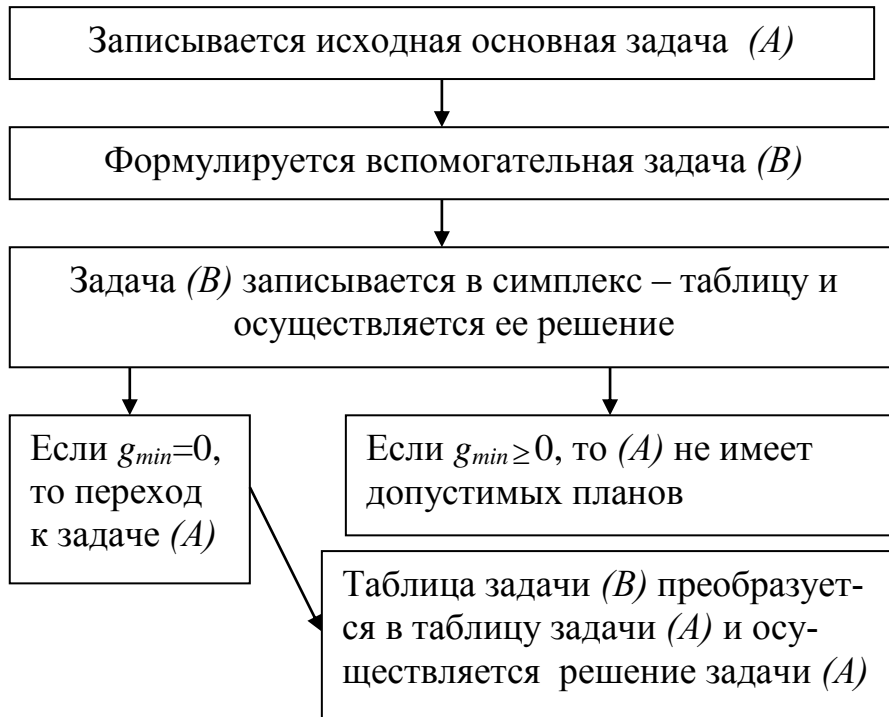 Записывается исходная основная задача (A)
Формулируется вспомогательная задача (B)
Задача (B) записывается в симплекс – таблицу и
осуществляется ее решение
Если gmin=0,
то переход
к задаче (A)
Если gmin≥0, то (A) не имеет
допустимых планов
Таблица задачи (B) преобразует-
ся в таблицу задачи (A) и осу-
ществляется решение задачи (A)